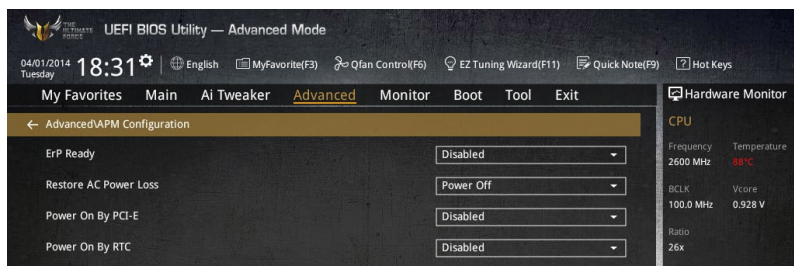 THE ULTIMATE FORCE
UEFI BIOS Utility — Advanced Mode
04/01/2014 Tuesday 18:31 English MyFavorite(F3) Qfan Control(F6) EZ Tuning Wizard(F11) Quick Note(F9) ? Hot Keys
My Favorites Main Ai Tweaker Advanced Monitor Boot Tool Exit
← Advanced\APM Configuration
ErP Ready Disabled
Restore AC Power Loss Power Off
Power On By PCI-E Disabled
Power On By RTC Disabled
Hardware Monitor
CPU
Frequency Temperature
2600 MHz 88°C
BCLK Vcore
100.0 MHz 0.928 V
Ratio
26x